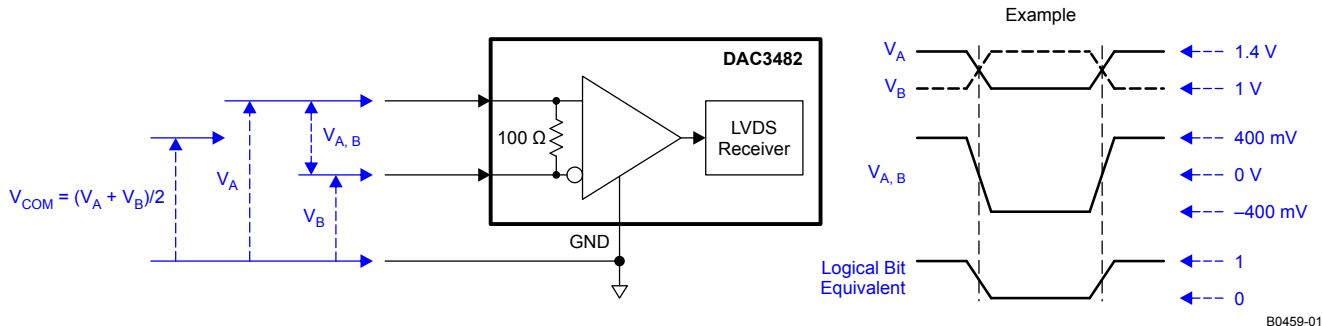 Example
DAC3482
100 Ω
LVDS
Receiver
V_A, B
V_A
V_B
V_COM = (V_A + V_B)/2
GND
V_A
V_B
1.4 V
1 V
V_A, B
400 mV
0 V
–400 mV
Logical Bit
Equivalent
1
0
B0459-01